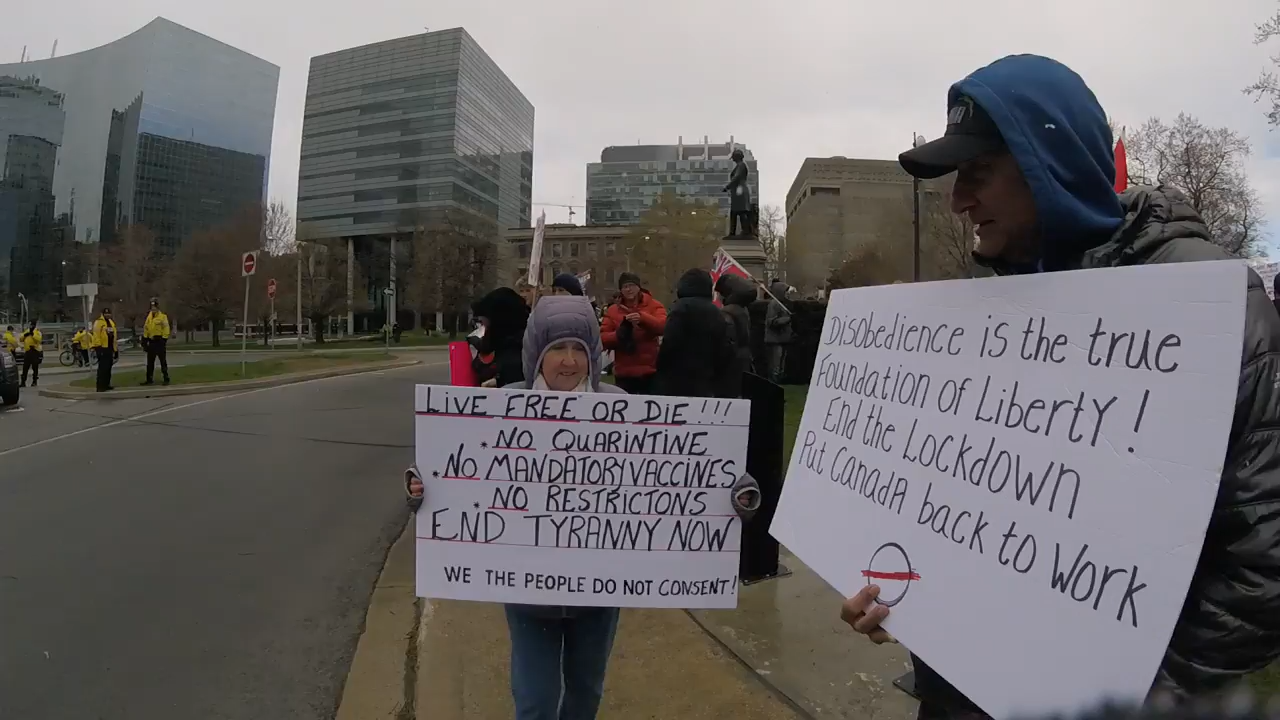 LIVE FREE OR DIE!!!
* NO QUARINTINE
* NO MANDATORY VACCINES
* NO RESTRICTONS
END TYRANNY NOW
WE THE PEOPLE DO NOT CONSENT!
Disobedience is the true
Foundation of Liberty!
End the Lockdown
Put Canada back to Work